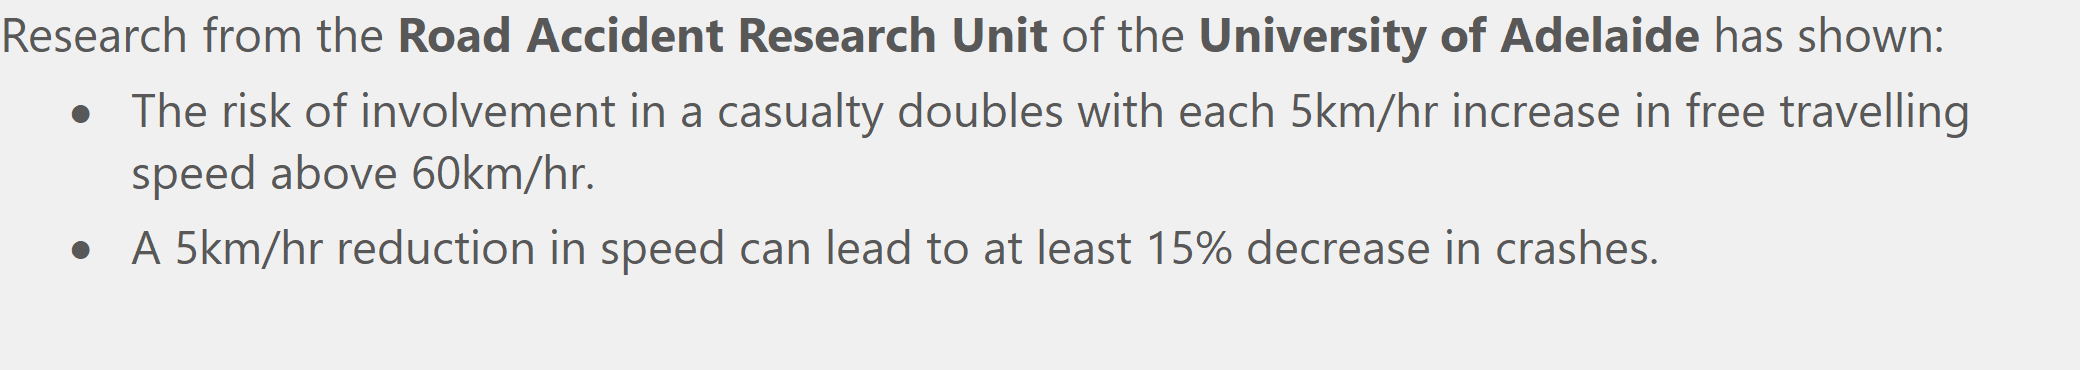 Research from the Road Accident Research Unit of the University of Adelaide has shown:
● The risk of involvement in a casualty doubles with each 5km/hr increase in free travelling
speed above 60km/hr.
● A 5km/hr reduction in speed can lead to at least 15% decrease in crashes.